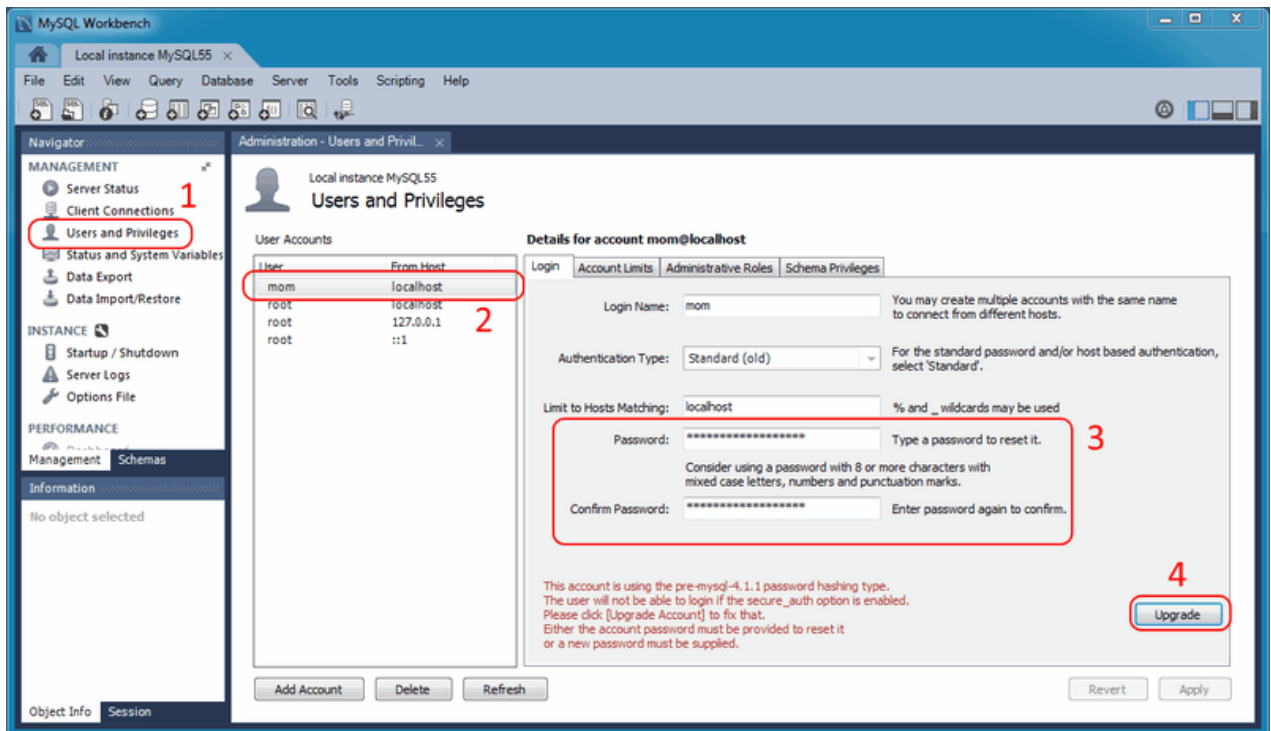 MySQL Workbench
Local instance MySQL55
File Edit View Query Database Server Tools Scripting Help
Navigator
MANAGEMENT
Server Status
1
Client Connections
Users and Privileges
Status and System Variables
Data Export
Data Import/Restore
INSTANCE
Startup / Shutdown
Server Logs
Options File
PERFORMANCE
Management Schemas
Information
No object selected
Object Info Session
Administration - Users and Privil...
Local instance MySQL55
Users and Privileges
User Accounts
User From Host
mom localhost
root localhost
root 127.0.0.1
root ::1
2
Add Account Delete Refresh
Details for account mom@localhost
Login Account Limits Administrative Roles Schema Privileges
Login Name: mom
You may create multiple accounts with the same name
to connect from different hosts.
Authentication Type: Standard (old)
For the standard password and/or host based authentication,
select 'Standard'.
Limit to Hosts Matching: localhost % and _ wildcards may be used
Password: ******************* Type a password to reset it.
3
Consider using a password with 8 or more characters with
mixed case letters, numbers and punctuation marks.
Confirm Password: ******************* Enter password again to confirm.
This account is using the pre-mysql-4.1.1 password hashing type.
The user will not be able to login if the secure_auth option is enabled.
Please click [Upgrade Account] to fix that.
Either the account password must be provided to reset it
or a new password must be supplied.
4
Upgrade
Revert Apply